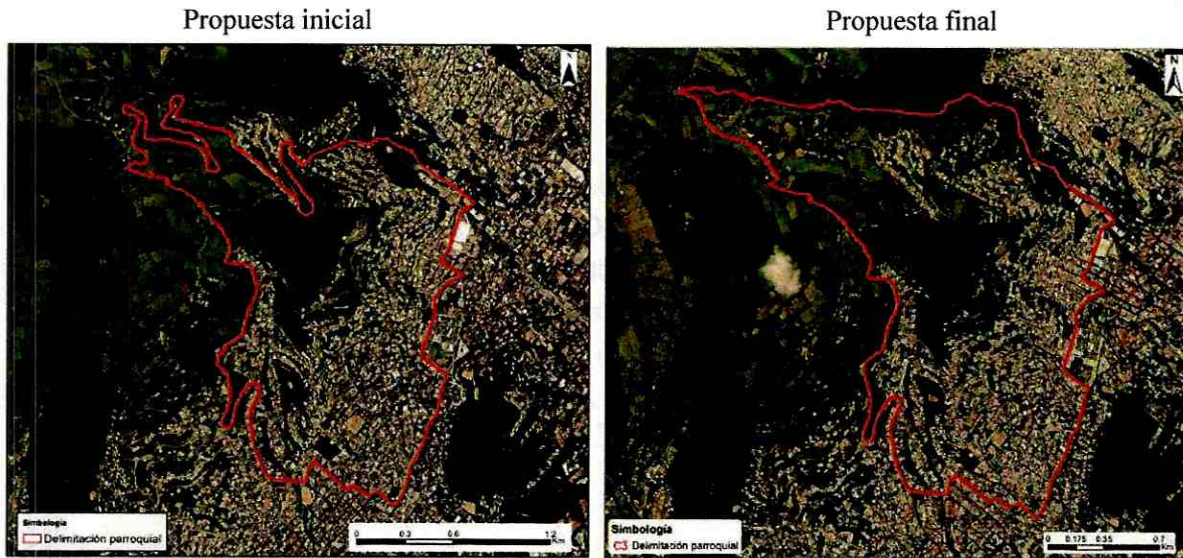 Propuesta inicial
Propuesta final
N
N
Simbología
Delimitación parroquial
0 0.3 0.6 1.2
Km
Simbología
C3 Delimitación parroquial
0 0.175 0.35 0.7
Km